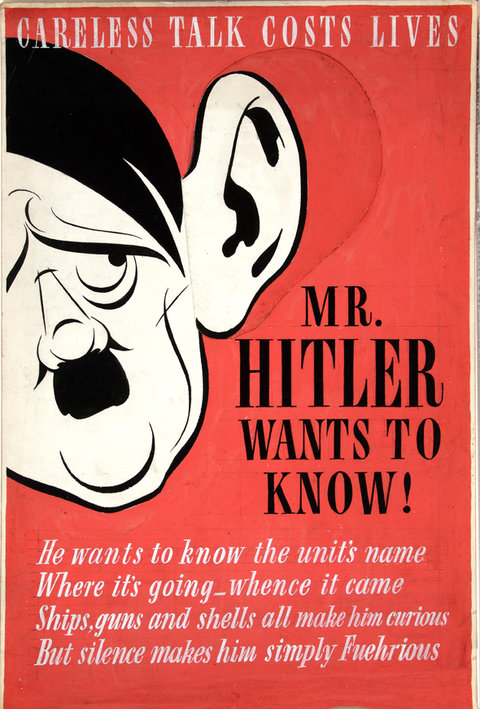 CARELESS TALK COSTS LIVES
MR.
HITLER
WANTS TO
KNOW!
He wants to know the unit's name
Where it's going_whence it came
Ships,guns and shells all make him curious
But silence makes him simply Fuehrious